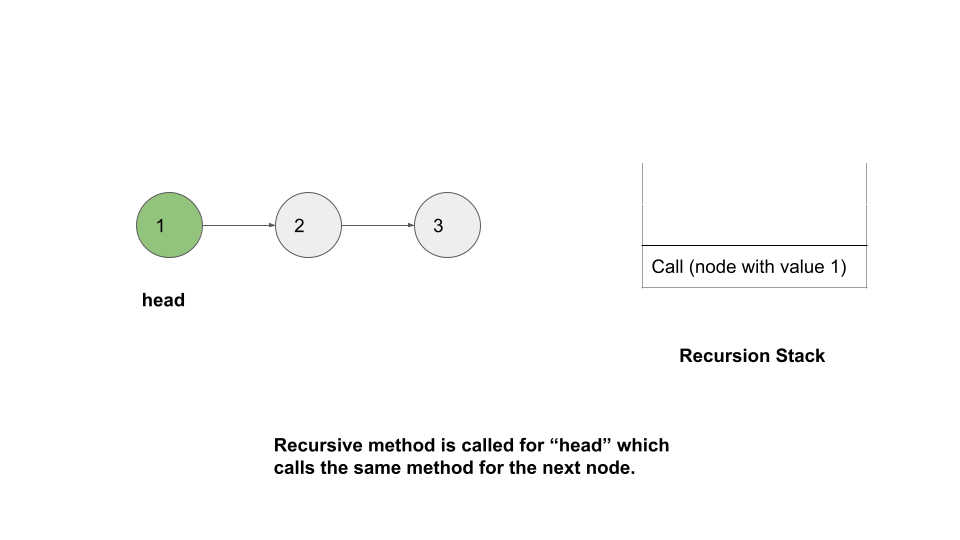 1
2
3
head
Call (node with value 1)
Recursion Stack
Recursive method is called for “head” which
calls the same method for the next node.